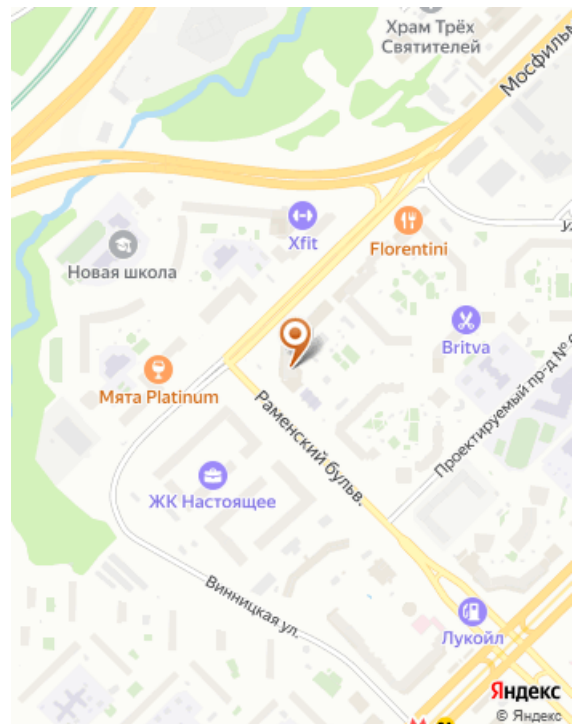 Храм Трёх
Святителей
Мосфильм
Xfit
Florentini
У
Новая школа
Britva
Мята Platinum
Проектируемый пр-д №
Раменский бульв.
ЖК Настоящее
Винницкая ул.
Лукойл
Яндекс
© Яндекс